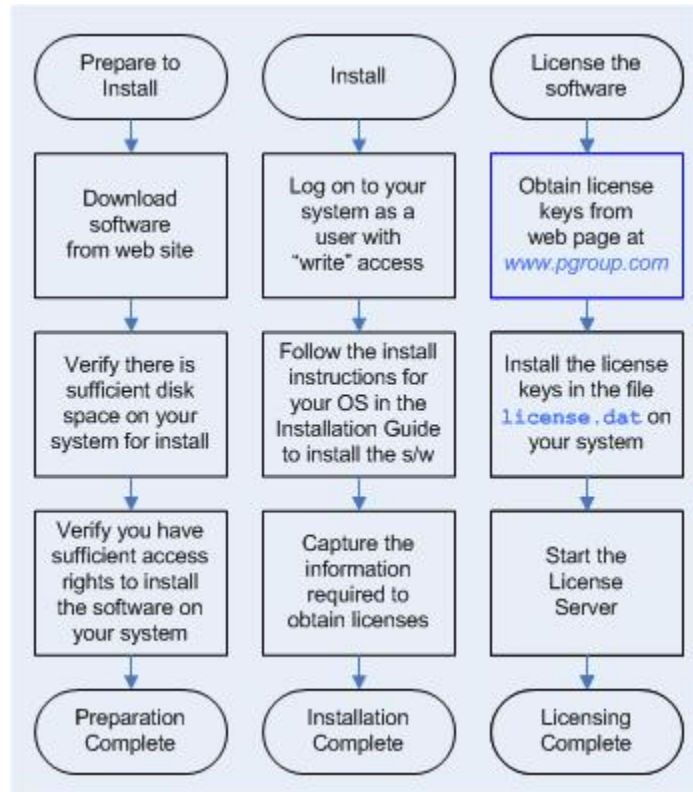 Prepare to
Install
Download
software
from web site
Verify there is
sufficient disk
space on your
system for install
Verify you have
sufficient access
rights to install
the software on
your system
Preparation
Complete
Install
Log on to your
system as a
user with
“write” access
Follow the install
instructions for
your OS in the
Installation Guide
to install the s/w
Capture the
information
required to
obtain licenses
Installation
Complete
License the
software
Obtain license
keys from
web page at
www.pgroup.com
Install the license
keys in the file
license.dat on
your system
Start the
License
Server
Licensing
Complete